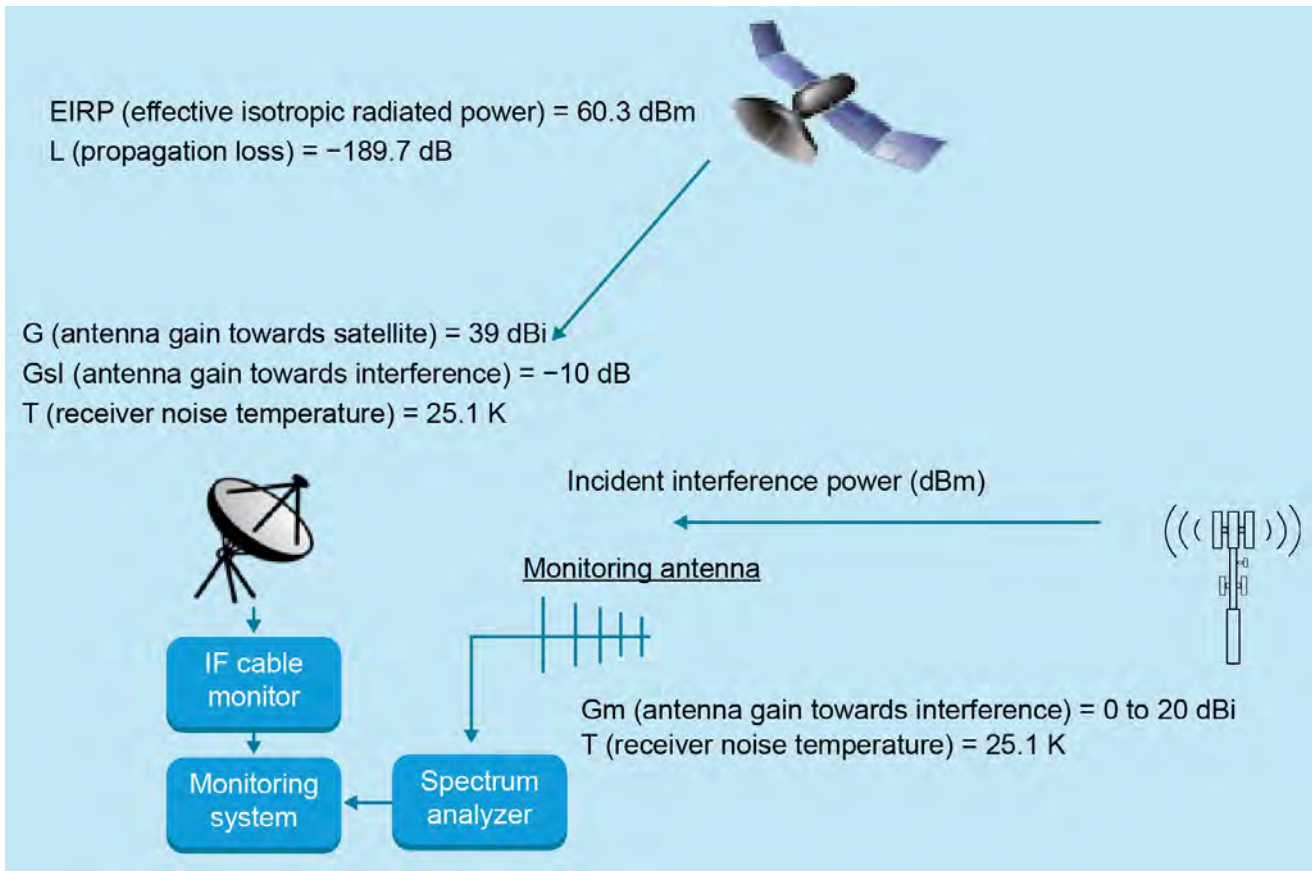 EIRP (effective isotropic radiated power) = 60.3 dBm
L (propagation loss) = −189.7 dB
G (antenna gain towards satellite) = 39 dBi
Gsl (antenna gain towards interference) = −10 dB
T (receiver noise temperature) = 25.1 K
Incident interference power (dBm)
Monitoring antenna
IF cable
monitor
Gm (antenna gain towards interference) = 0 to 20 dBi
T (receiver noise temperature) = 25.1 K
Monitoring
system
Spectrum
analyzer